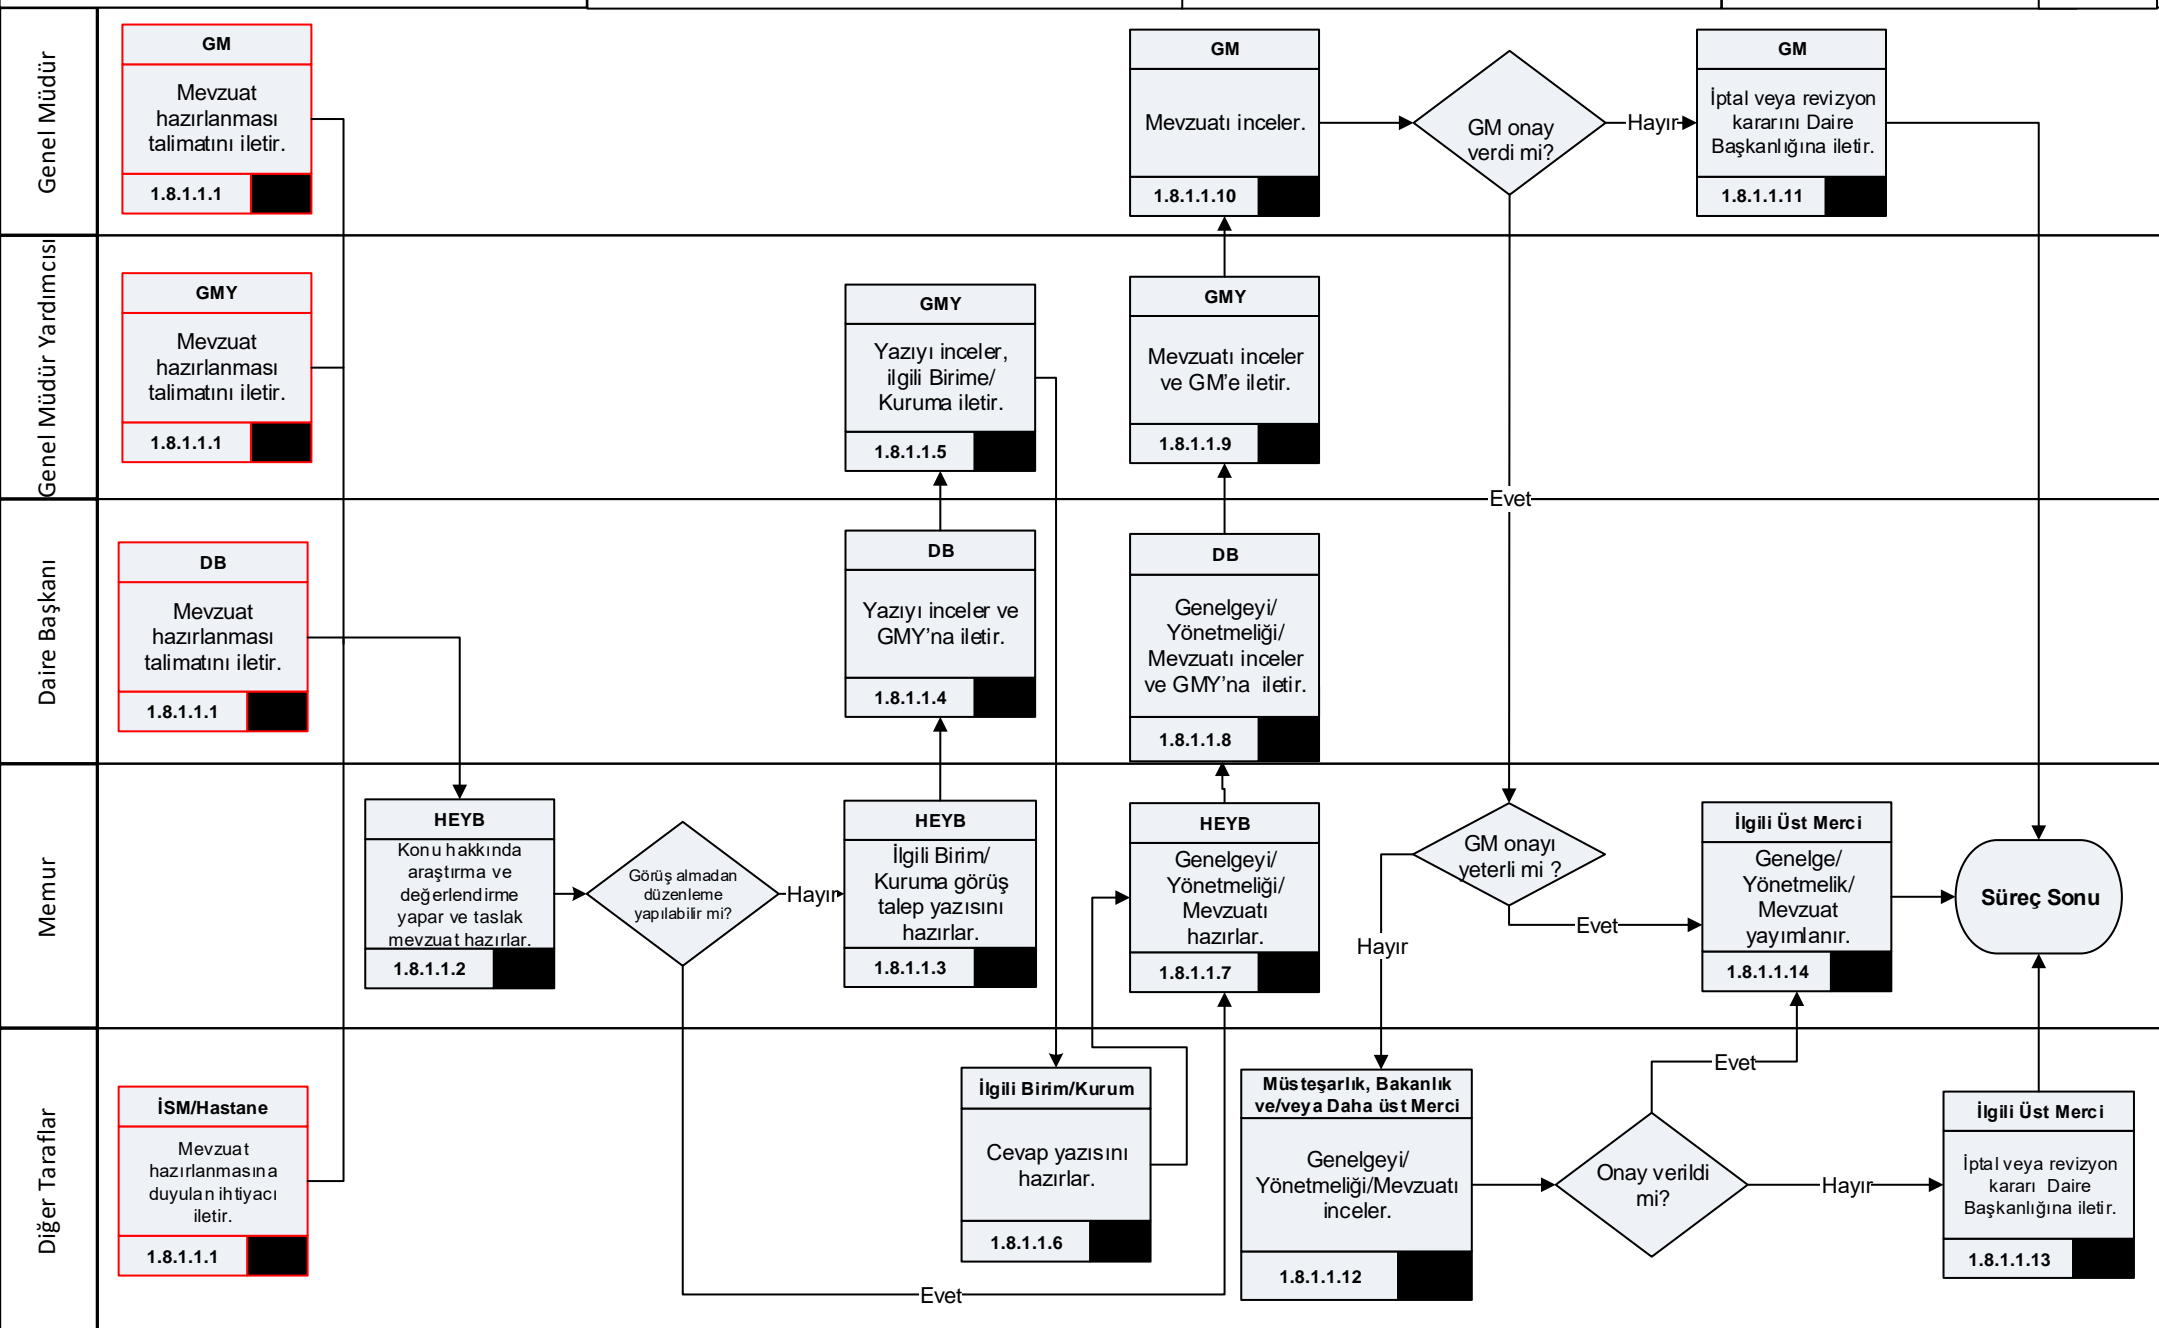 Genel Müdür
GM
Mevzuat
hazırlanması
talimatını iletir.
1.8.1.1.1
GM
Mevzuatı inceler.
1.8.1.1.10
GM onay
verdi mi?
Hayır
GM
İptal veya revizyon
kararını Daire
Başkanlığına iletir.
1.8.1.1.11
Genel Müdür Yardımcısı
GMY
Mevzuat
hazırlanması
talimatını iletir.
1.8.1.1.1
GMY
Yazıyı inceler,
ilgili Birime/
Kuruma iletir.
1.8.1.1.5
GMY
Mevzuatı inceler
ve GM’e iletir.
1.8.1.1.9
Evet
Daire Başkanı
DB
Mevzuat
hazırlanması
talimatını iletir.
1.8.1.1.1
DB
Yazıyı inceler ve
GMY’na iletir.
1.8.1.1.4
DB
Genelgeyi/
Yönetmeliği/
Mevzuatı inceler
ve GMY’na iletir.
1.8.1.1.8
Memur
HEYB
Konu hakkında
araştırma ve
değerlendirme
yapar ve taslak
mevzuat hazırlar.
1.8.1.1.2
Görüş almadan
düzenleme
yapılabilir mi?
Hayır
HEYB
İlgili Birim/
Kuruma görüş
talep yazısını
hazırlar.
1.8.1.1.3
HEYB
Genelgeyi/
Yönetmeliği/
Mevzuatı
hazırlar.
1.8.1.1.7
GM onayı
yeterli mi ?
Hayır
Evet
İlgili Üst Merci
Genelge/
Yönetmelik/
Mevzuat
yayımlanır.
1.8.1.1.14
Süreç Sonu
Diğer Taraflar
İSM/Hastane
Mevzuat
hazırlanmasına
duyulan ihtiyacı
iletir.
1.8.1.1.1
Evet
İlgili Birim/Kurum
Cevap yazısını
hazırlar.
1.8.1.1.6
Müsteşarlık, Bakanlık
ve/veya Daha üst Merci
Genelgeyi/
Yönetmeliği/Mevzuatı
inceler.
1.8.1.1.12
Onay verildi
mi?
Evet
Hayır
İlgili Üst Merci
İptal veya revizyon
kararı Daire
Başkanlığına iletir.
1.8.1.1.13